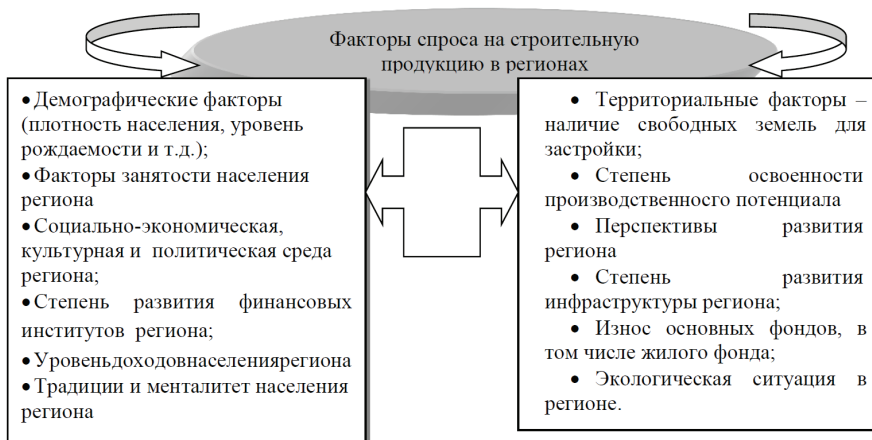 Факторы спроса на строительную
продукцию в регионах
• Демографические факторы
(плотность населения, уровень
рождаемости и т.д.);
• Факторы занятости населения
региона
• Социально-экономическая,
культурная и политическая среда
региона;
• Степень развития финансовых
институтов региона;
• Уровеньдоходовнаселениярегиона
• Традиции и менталитет населения
региона
• Территориальные факторы –
наличие свободных земель для
застройки;
• Степень освоенности
производственного потенциала
• Перспективы развития
региона
• Степень развития
инфраструктуры региона;
• Износ основных фондов, в
том числе жилого фонда;
• Экологическая ситуация в
регионе.